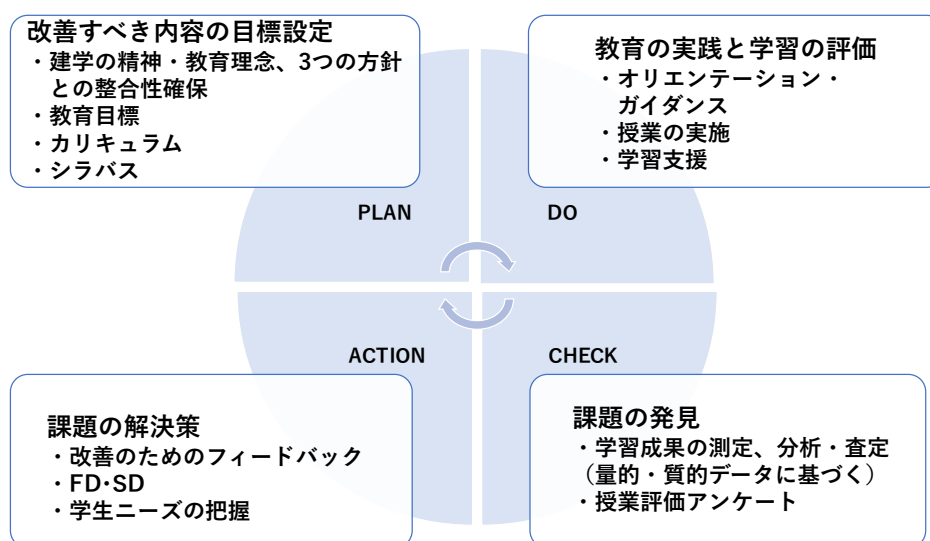 改善すべき内容の目標設定
・建学の精神・教育理念、3つの方針
との整合性確保
・教育目標
・カリキュラム
・シラバス
教育の実践と学習の評価
・オリエンテーション・
ガイダンス
・授業の実施
・学習支援
PLAN
DO
ACTION
CHECK
課題の解決策
・改善のためのフィードバック
・FD･SD
・学生ニーズの把握
課題の発見
・学習成果の測定、分析・査定
（量的・質的データに基づく）
・授業評価アンケート